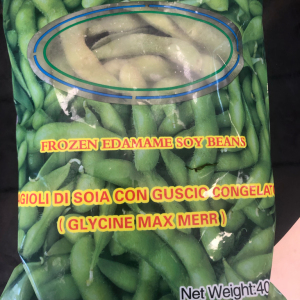 FROZEN EDAMAME SOY BEANS
AGIOLI DI SOIA CON GUSCIO CONGELAT
( GLYCINE MAX MERR )
Net Weight:40